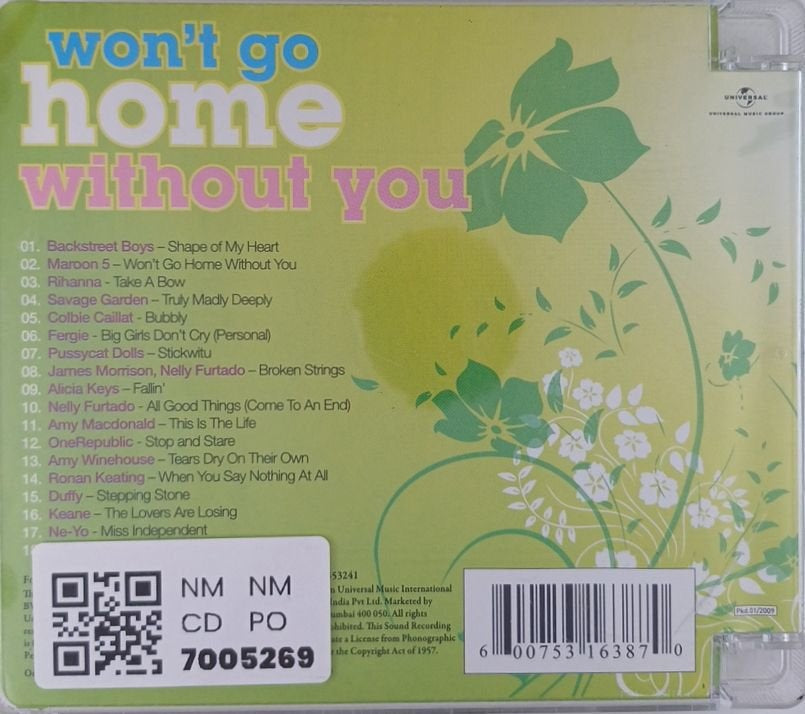 won't go
home
without you
UNIVERSAL
UNIVERSAL MUSIC GROUP
01. Backstreet Boys – Shape of My Heart
02. Maroon 5 – Won't Go Home Without You
03. Rihanna - Take A Bow
04. Savage Garden – Truly Madly Deeply
05. Colbie Caillat - Bubbly
06. Fergie - Big Girls Don't Cry (Personal)
07. Pussycat Dolls – Stickwitu
08. James Morrison, Nelly Furtado – Broken Strings
09. Alicia Keys – Fallin'
10. Nelly Furtado - All Good Things (Come To An End)
11. Amy Macdonald – This Is The Life
12. OneRepublic - Stop and Stare
13. Amy Winehouse – Tears Dry On Their Own
14. Ronan Keating – When You Say Nothing At All
15. Duffy – Stepping Stone
16. Keane – The Lovers Are Losing
17. Ne-Yo - Miss Independent
53241
Universal Music International
India Pvt Ltd. Marketed by
400 050. All rights
This Sound Recording
a License from Phonographic
the Copyright Act of 1957.
NM NM
CD PO
7005269
6 00753 16387 0
Pkd.01/2009